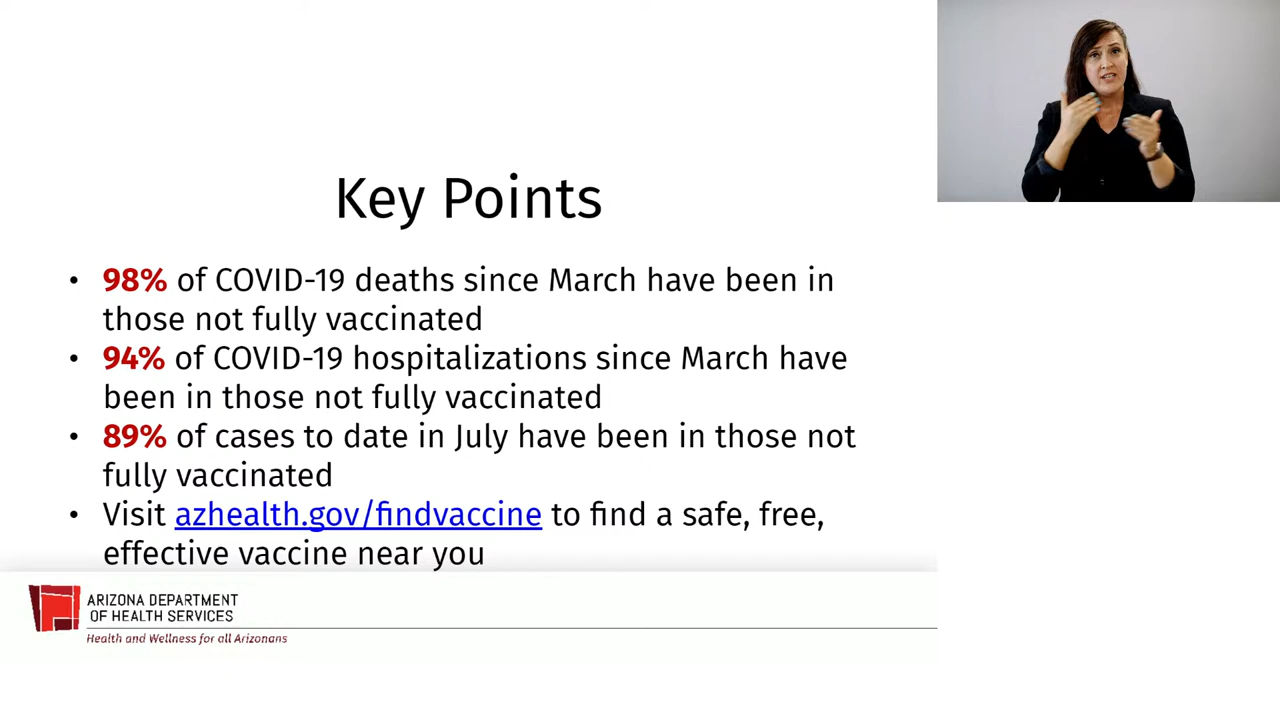 Key Points
• 98% of COVID-19 deaths since March have been in
those not fully vaccinated
• 94% of COVID-19 hospitalizations since March have
been in those not fully vaccinated
• 89% of cases to date in July have been in those not
fully vaccinated
• Visit azhealth.gov/findvaccine to find a safe, free,
effective vaccine near you
ARIZONA DEPARTMENT
OF HEALTH SERVICES
Health and Wellness for all Arizonans